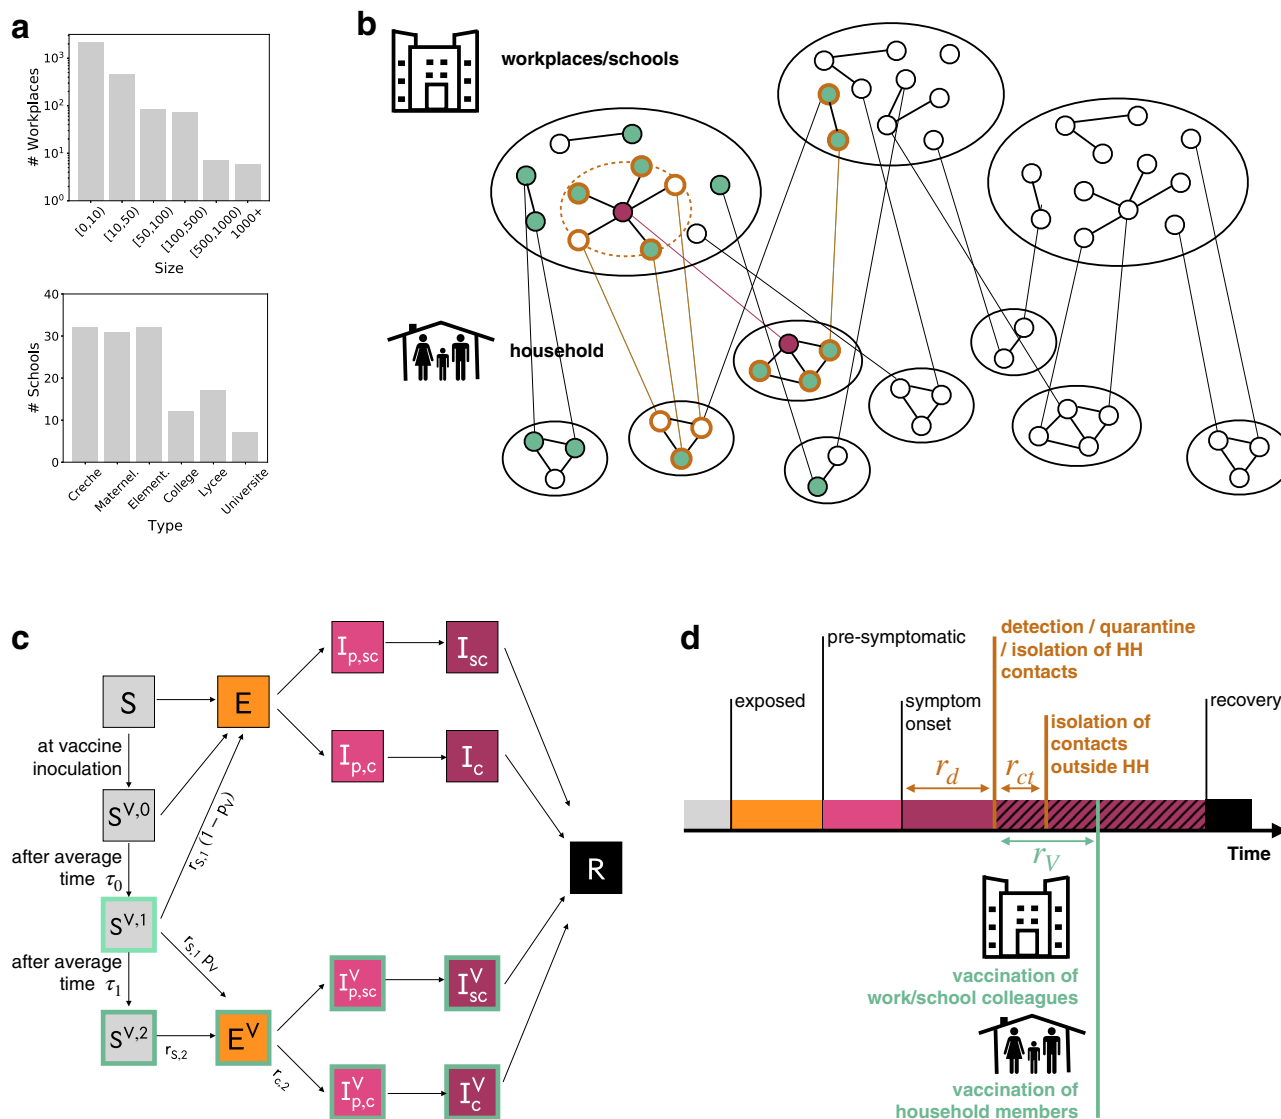 a
# Workplaces
10³
10²
10¹
10⁰
[0,10)
[10,50)
[50,100)
[100,500)
[500,1000)
1000+
Size
# Schools
40
30
20
10
0
Creche
Maternel.
Element.
College
Lycee
Universite
Type
b
workplaces/schools
household
c
S
E
I_p,sc
I_sc
I_p,c
I_c
at vaccine
inoculation
S^V,0
r_S,1 (1 − p_V)
after average
time τ_0
S^V,1
r_S,1 p_V
after average
time τ_1
S^V,2
r_S,2
E^V
r_c,2
I^V_p,sc
I^V_sc
I^V_p,c
I^V_c
R
d
exposed
pre-symptomatic
symptom
onset
detection / quarantine
/ isolation of HH
contacts
isolation of
contacts
outside HH
recovery
r_d
r_ct
r_V
Time
vaccination of
work/school colleagues
vaccination of
household members